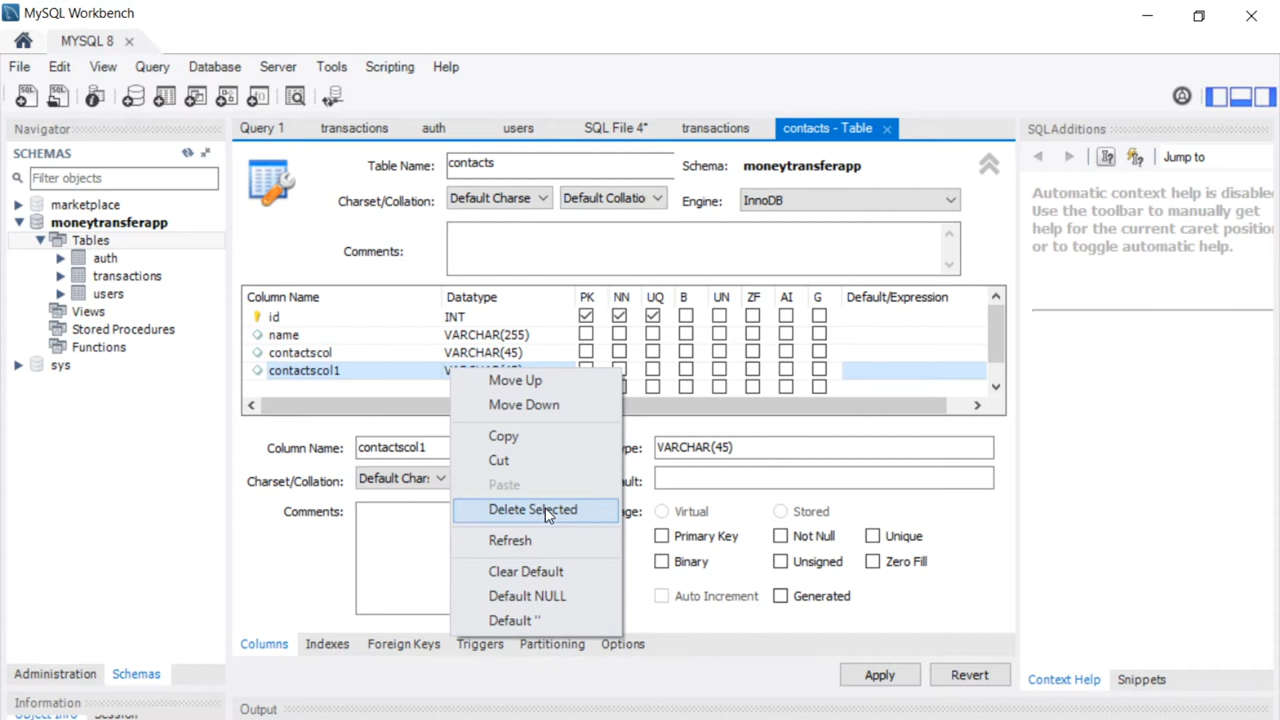 MySQL Workbench
MYSQL 8
File Edit View Query Database Server Tools Scripting Help
Navigator
SCHEMAS
Filter objects
marketplace
moneytransferapp
Tables
auth
transactions
users
Views
Stored Procedures
Functions
sys
Administration Schemas
Information
Object Info Session
Query 1 transactions auth users SQL File 4* transactions contacts - Table
Table Name: contacts Schema: moneytransferapp
Charset/Collation: Default Charse Default Collatio Engine: InnoDB
Comments:
Column Name Datatype PK NN UQ B UN ZF AI G Default/Expression
id INT
name VARCHAR(255)
contactscol VARCHAR(45)
contactscol1
Move Up
Move Down
Copy
Cut
Paste
Delete Selected
Refresh
Clear Default
Default NULL
Default ''
Column Name: contactscol1 ype: VARCHAR(45)
Charset/Collation: Default Char: ult:
Comments: ge: Virtual Stored
Primary Key Not Null Unique
Binary Unsigned Zero Fill
Auto Increment Generated
Columns Indexes Foreign Keys Triggers Partitioning Options
Apply Revert
Output
SQLAdditions
Jump to
Automatic context help is disable
Use the toolbar to manually get
help for the current caret positio
or to toggle automatic help.
Context Help Snippets